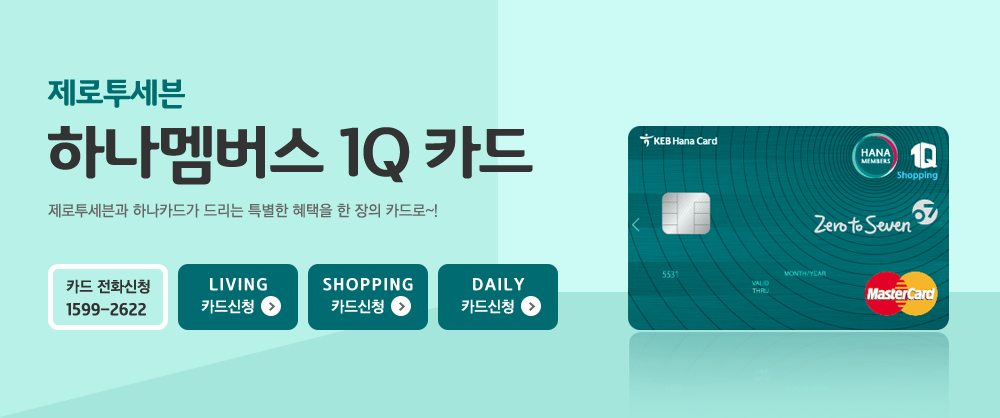 제로투세븐
하나멤버스 1Q 카드
제로투세븐과 하나카드가 드리는 특별한 혜택을 한 장의 카드로~!
카드 전화신청
1599-2622
LIVING
카드신청
SHOPPING
카드신청
DAILY
카드신청
KEB Hana Card
HANA
MEMBERS
1Q
Shopping
Zero to Seven
07
5531
MONTH/YEAR
VALID
THRU
MasterCard